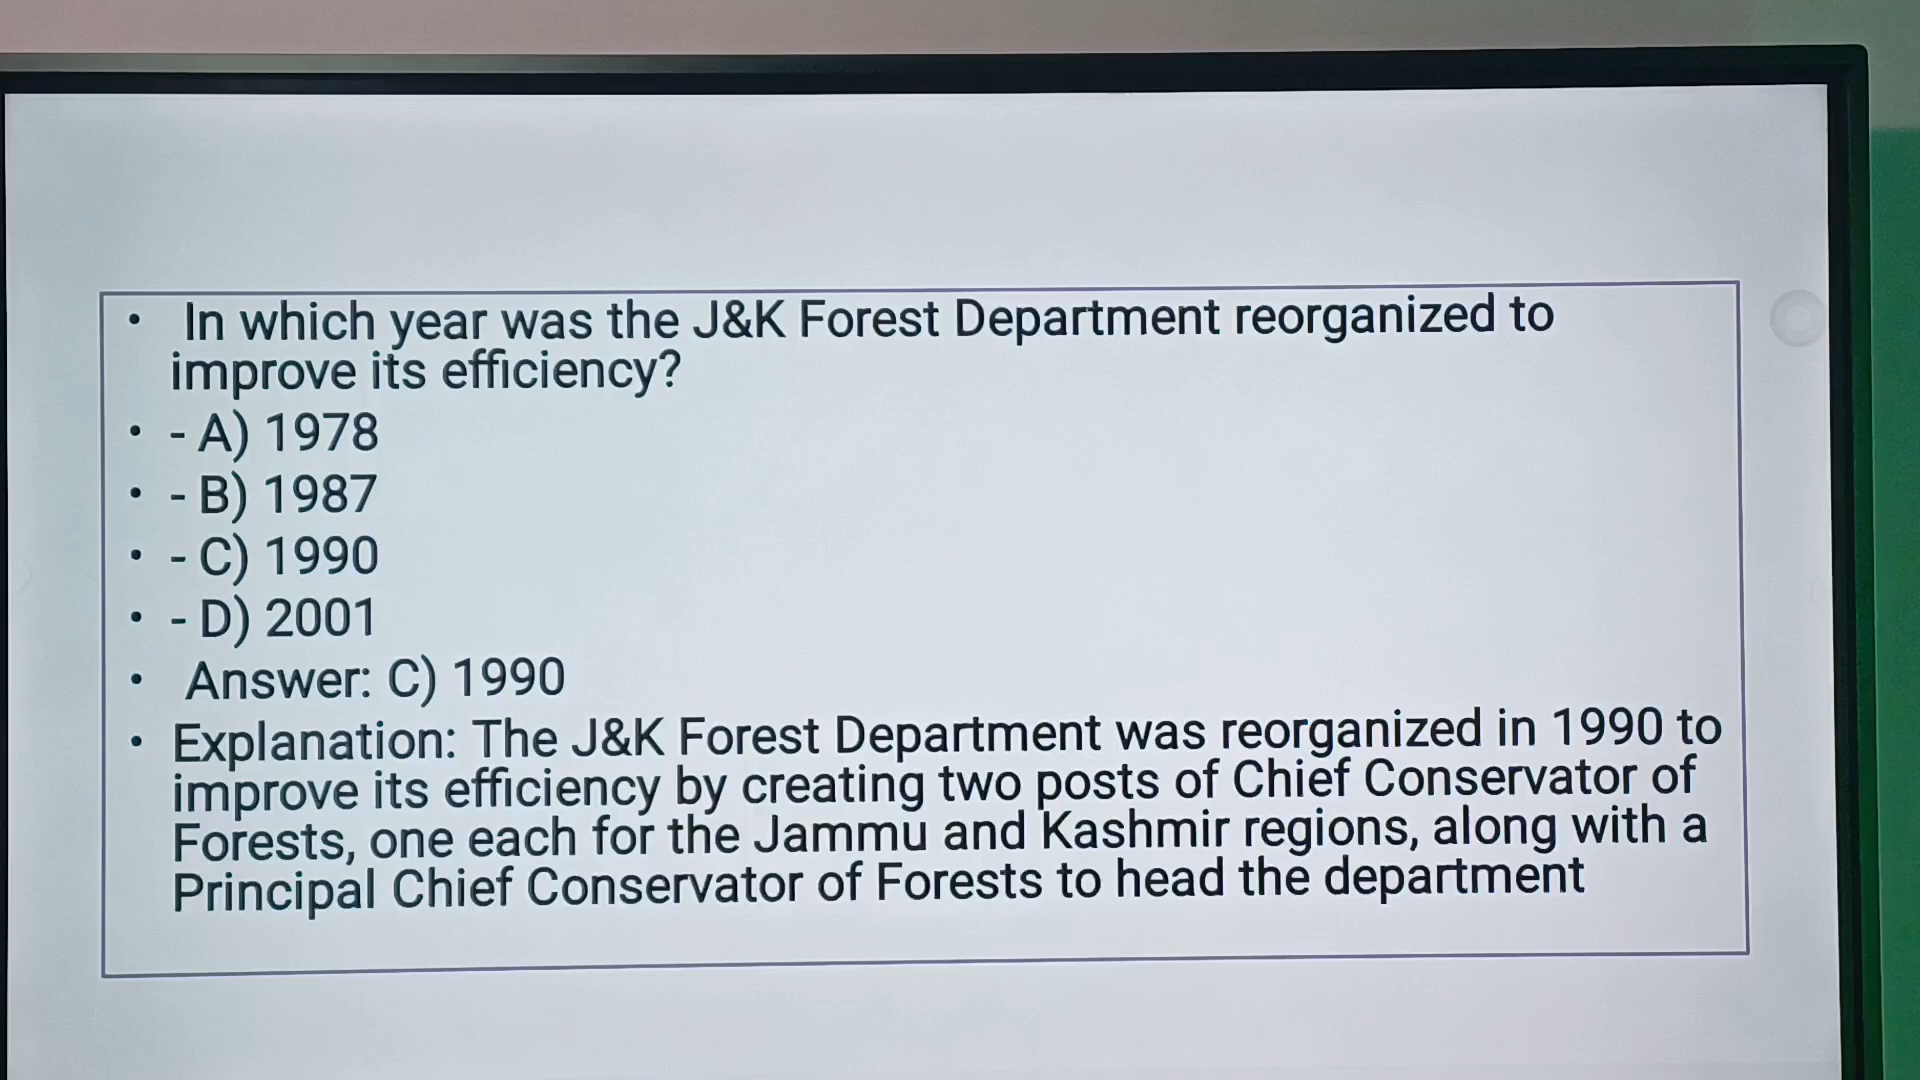 • In which year was the J&K Forest Department reorganized to
improve its efficiency?
• - A) 1978
• - B) 1987
• - C) 1990
• - D) 2001
• Answer: C) 1990
• Explanation: The J&K Forest Department was reorganized in 1990 to
improve its efficiency by creating two posts of Chief Conservator of
Forests, one each for the Jammu and Kashmir regions, along with a
Principal Chief Conservator of Forests to head the department